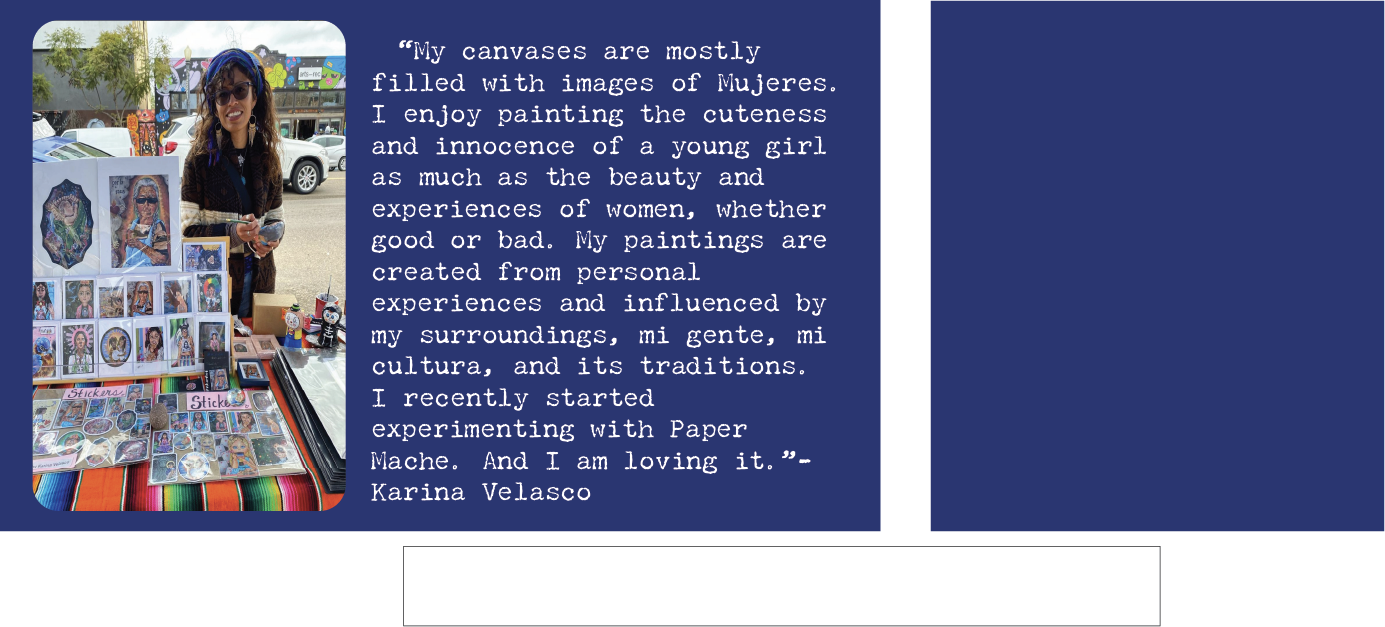 “My canvases are mostly
filled with images of Mujeres.
I enjoy painting the cuteness
and innocence of a young girl
as much as the beauty and
experiences of women, whether
good or bad. My paintings are
created from personal
experiences and influenced by
my surroundings, mi gente, mi
cultura, and its traditions.
I recently started
experimenting with Paper
Mache. And I am loving it.”-
Karina Velasco
Stickers